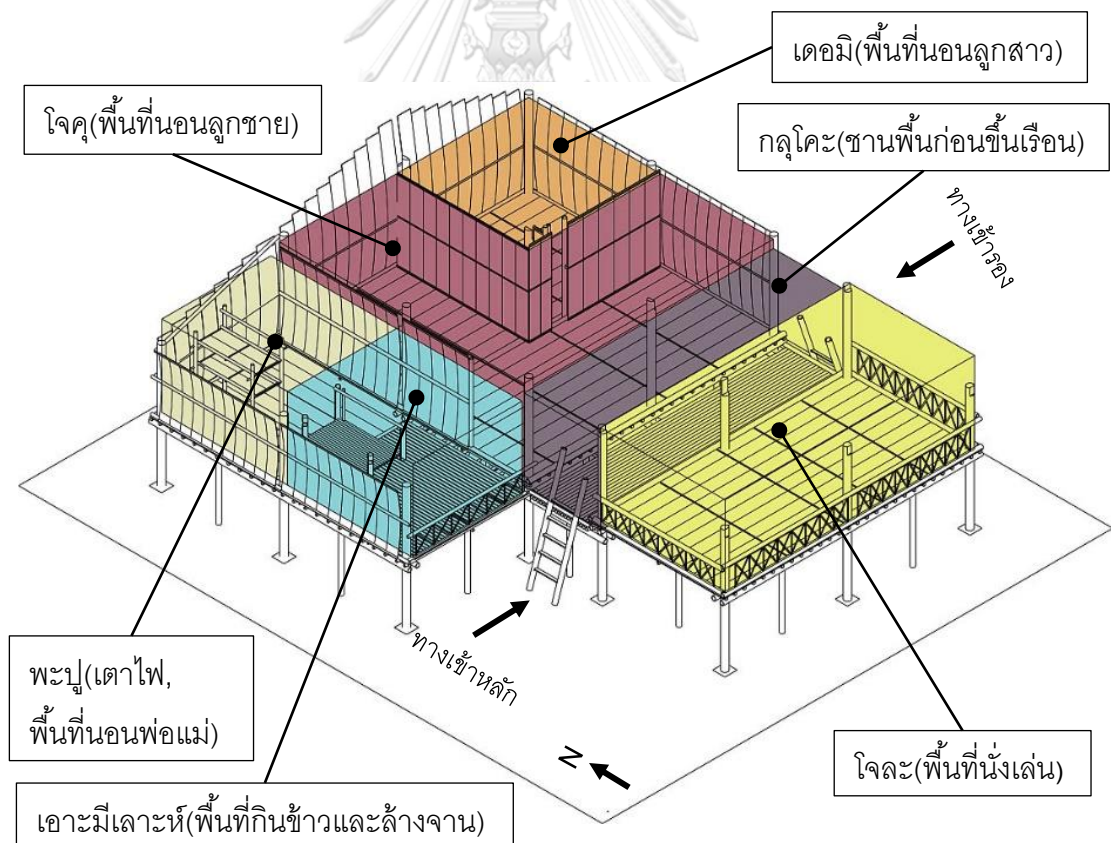 เดอมิ(พื้นที่นอนลูกสาว)
โจคุ(พื้นที่นอนลูกชาย)
กลุโคะ(ชานพื้นก่อนขึ้นเรือน)
ทางเข้ารอง
ทางเข้าหลัก
พะปู(เตาไฟ,
พื้นที่นอนพ่อแม่)
N
โจละ(พื้นที่นั่งเล่น)
เอาะมีเลาะห์(พื้นที่กินข้าวและล้างจาน)